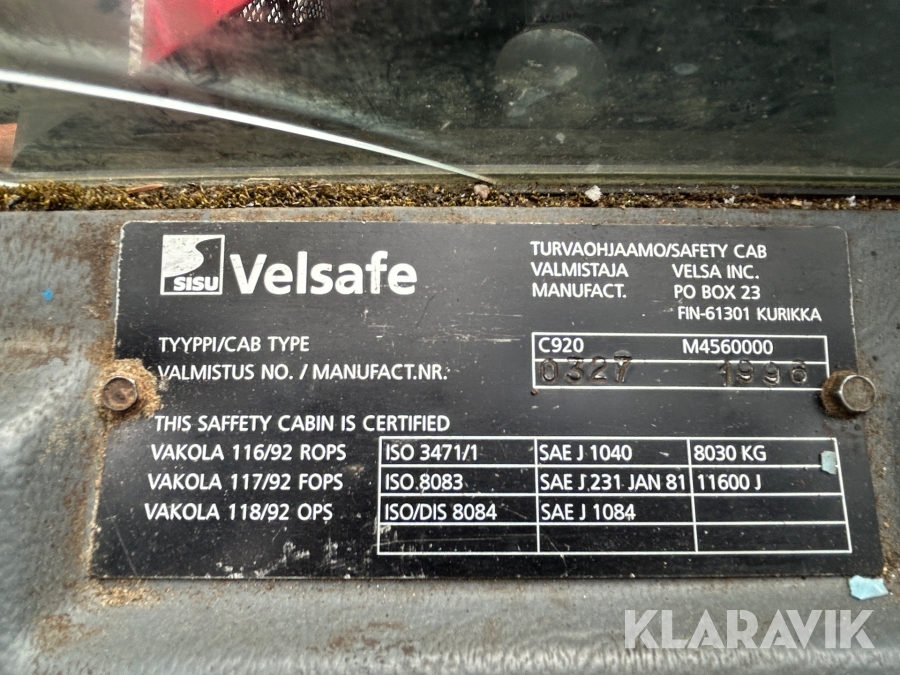 SISU Velsafe
TURVAOHJAAMO/SAFETY CAB
VALMISTAJA VELSA INC.
MANUFACT. PO BOX 23
FIN-61301 KURIKKA
TYYPPI/CAB TYPE C920 M4560000
VALMISTUS NO. / MANUFACT.NR. 0327 1996
THIS SAFFETY CABIN IS CERTIFIED
VAKOLA 116/92 ROPS ISO 3471/1 SAE J 1040 8030 KG
VAKOLA 117/92 FOPS ISO 8083 SAE J 231 JAN 81 11600 J
VAKOLA 118/92 OPS ISO/DIS 8084 SAE J 1084
KLARAVIK